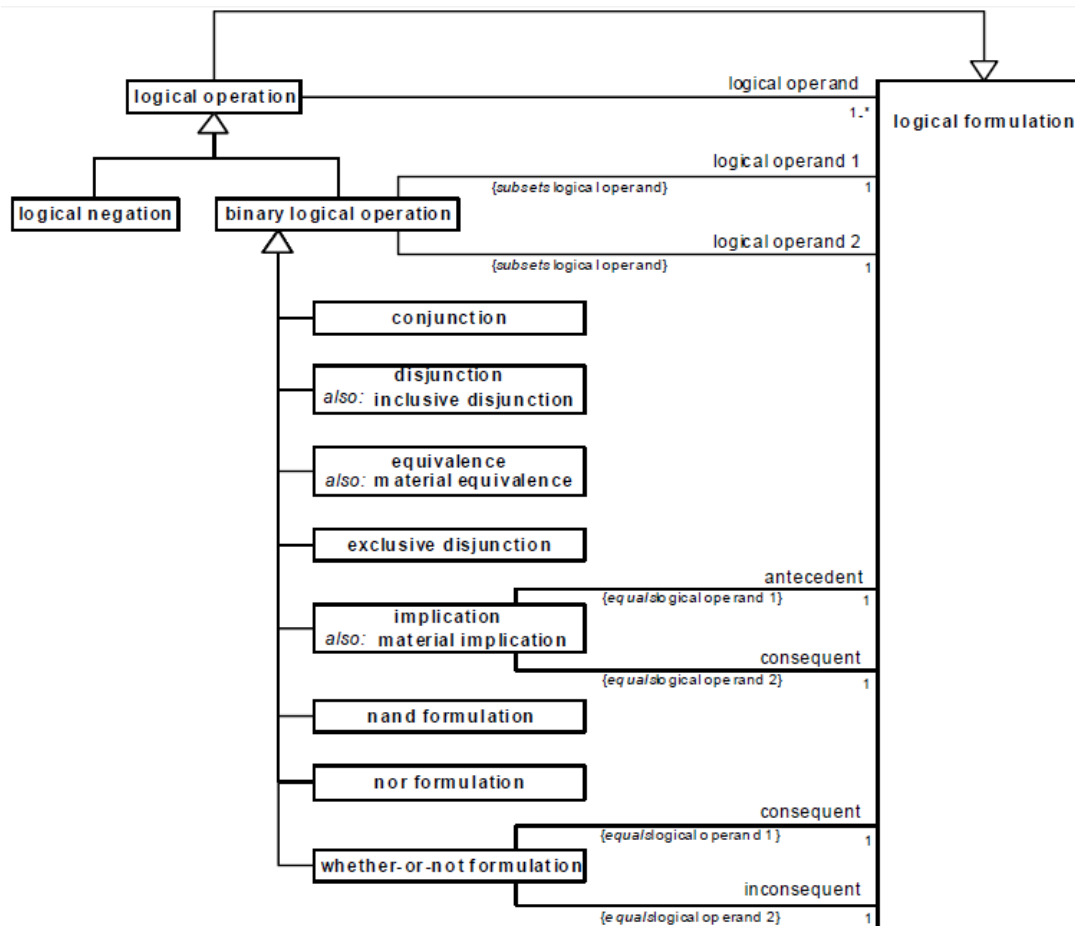 logical operation
logical operand
1..*
logical formulation
logical operand 1
{subsets logical operand}
1
logical negation
binary logical operation
logical operand 2
{subsets logical operand}
1
conjunction
disjunction
also: inclusive disjunction
equivalence
also: material equivalence
exclusive disjunction
antecedent
{equals logical operand 1}
1
implication
also: material implication
consequent
{equals logical operand 2}
1
nand formulation
nor formulation
consequent
{equals logical operand 1}
1
whether-or-not formulation
inconsequent
{equals logical operand 2}
1